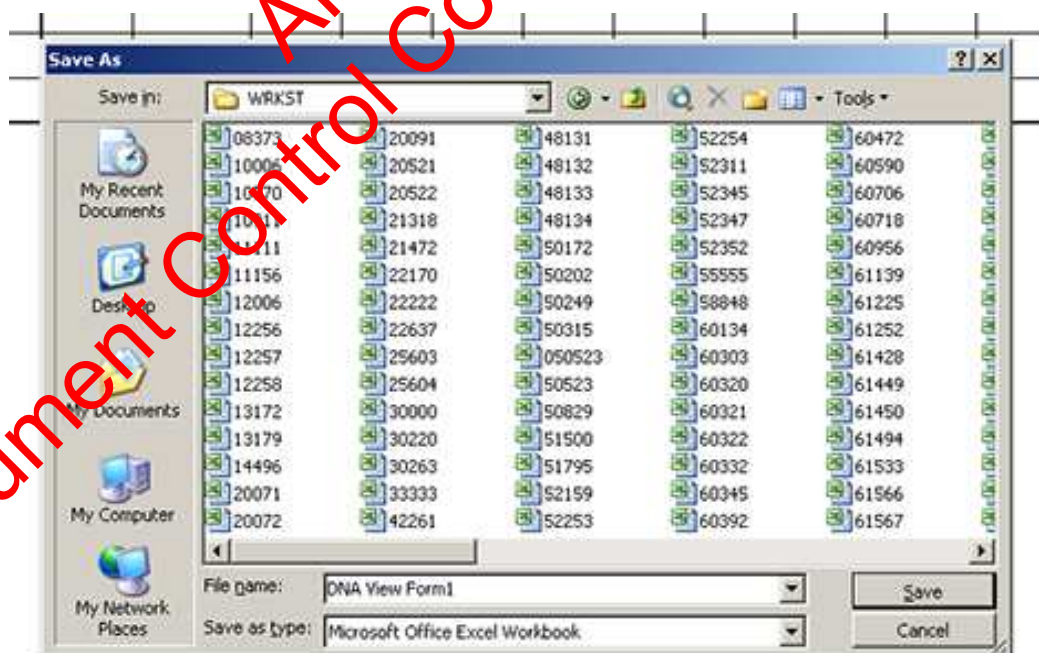 Save As
Save in: WRKST Tools
08373 20091 48131 52254 60472
10006 20521 48132 52311 60590
20522 48133 52345 60706
21318 48134 52347 60718
21472 50172 52352 60956
11156 22170 50202 55555 61139
12006 22222 50249 58848 61225
12256 22637 50315 60134 61252
12257 25603 050523 60303 61428
12258 25604 50523 60320 61449
13172 30000 50829 60321 61450
13179 30220 51500 60322 61494
14496 30263 51795 60332 61533
20071 33333 52159 60345 61566
20072 42261 52253 60392 61567
My Recent
Documents
Desktop
My Documents
My Computer
My Network
Places
File name: DNA View Form1 Save
Save as type: Microsoft Office Excel Workbook Cancel
Control